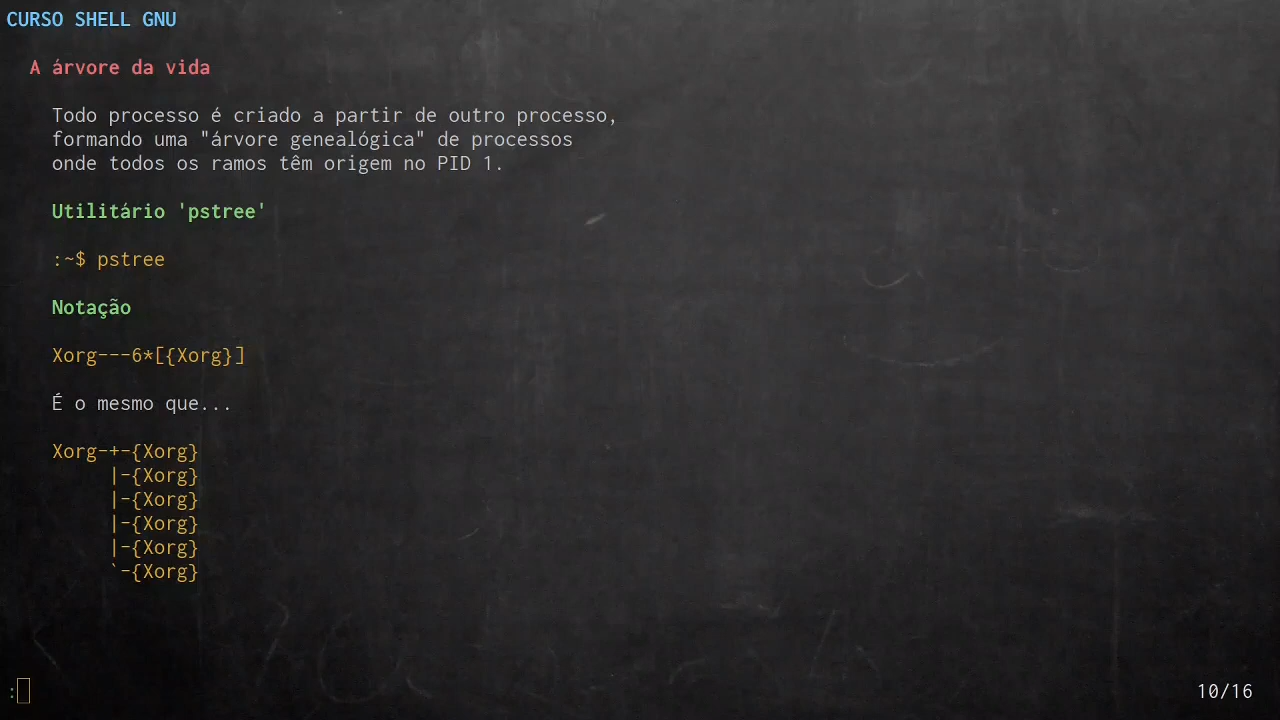 CURSO SHELL GNU
A árvore da vida
Todo processo é criado a partir de outro processo,
formando uma "árvore genealógica" de processos
onde todos os ramos têm origem no PID 1.
Utilitário 'pstree'
:~$ pstree
Notação
Xorg---6*[{Xorg}]
É o mesmo que...
Xorg-+-{Xorg}
|-{Xorg}
|-{Xorg}
|-{Xorg}
|-{Xorg}
`-{Xorg}
:
10/16